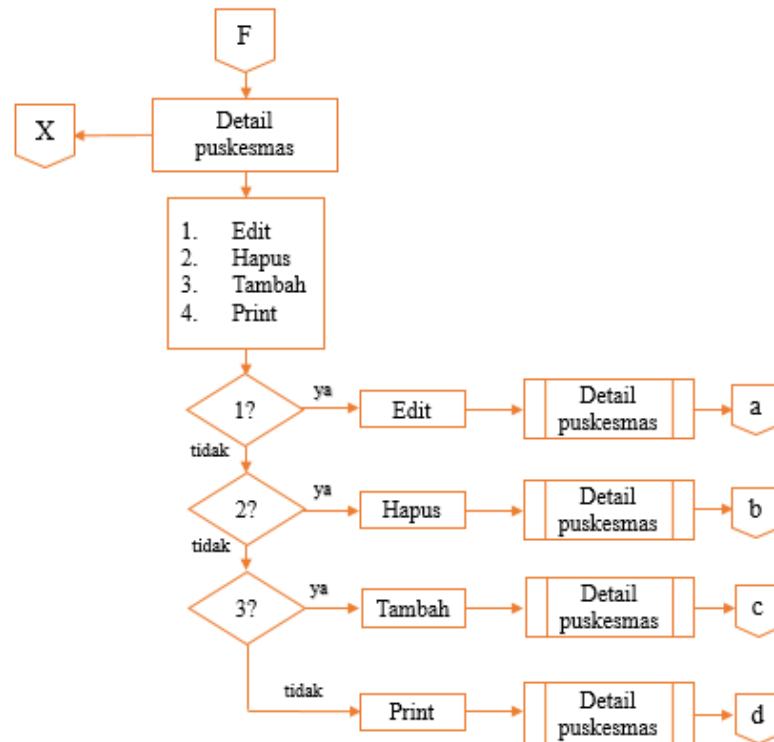 F
X
Detail
puskesmas
1. Edit
2. Hapus
3. Tambah
4. Print
1?
ya
Edit
Detail
puskesmas
a
tidak
2?
ya
Hapus
Detail
puskesmas
b
tidak
3?
ya
Tambah
Detail
puskesmas
c
tidak
Print
Detail
puskesmas
d